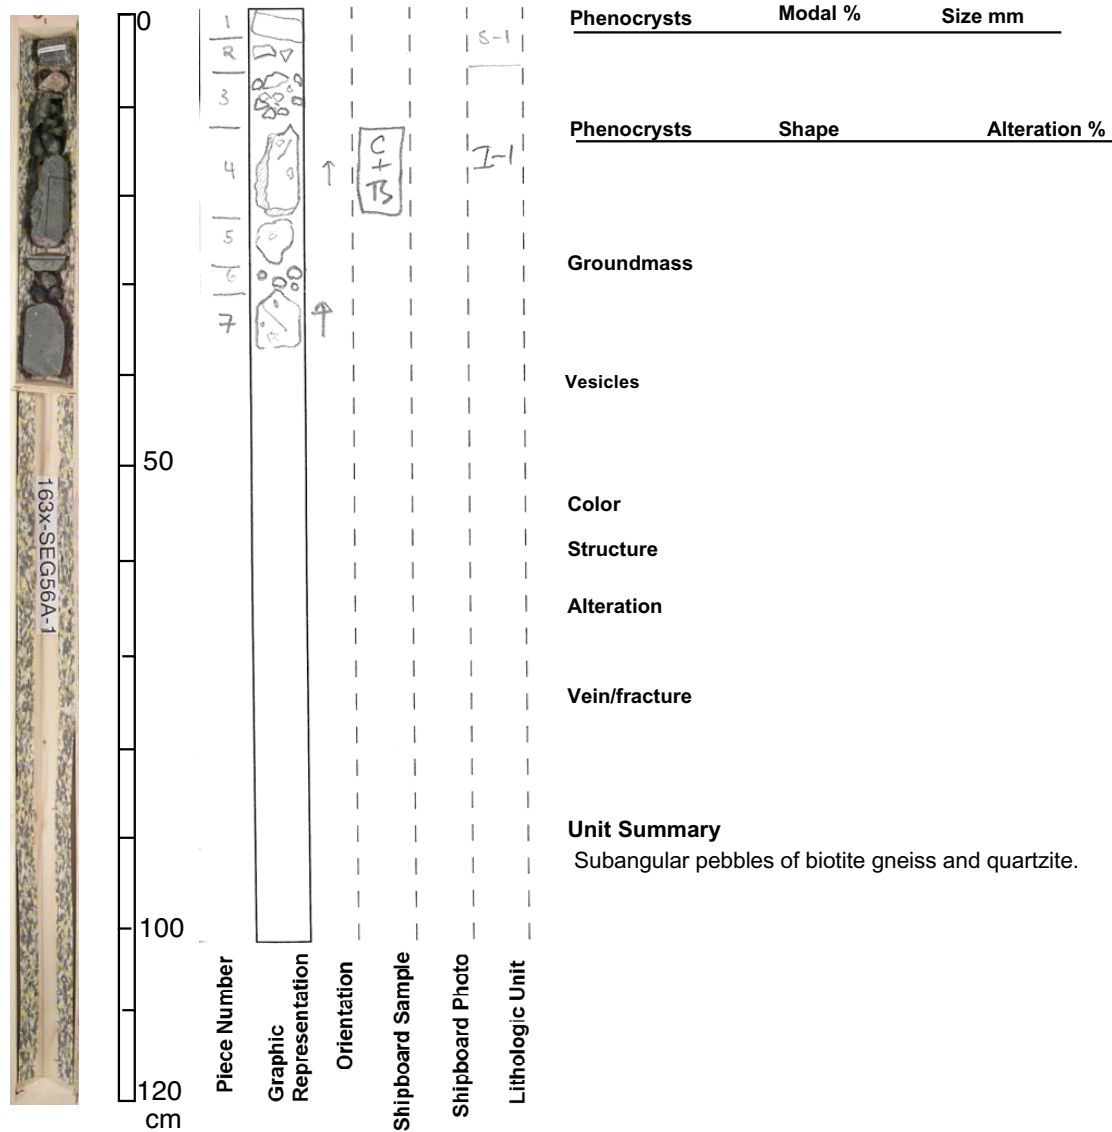 0
50
100
120
cm
163x-SEG56A-1
1
2
3
4
5
6
7
C
+
TS
S-1
I-1
Piece Number
Graphic
Representation
Orientation
Shipboard Sample
Shipboard Photo
Lithologic Unit
Phenocrysts Modal % Size mm
Phenocrysts Shape Alteration %
Groundmass
Vesicles
Color
Structure
Alteration
Vein/fracture
Unit Summary
Subangular pebbles of biotite gneiss and quartzite.